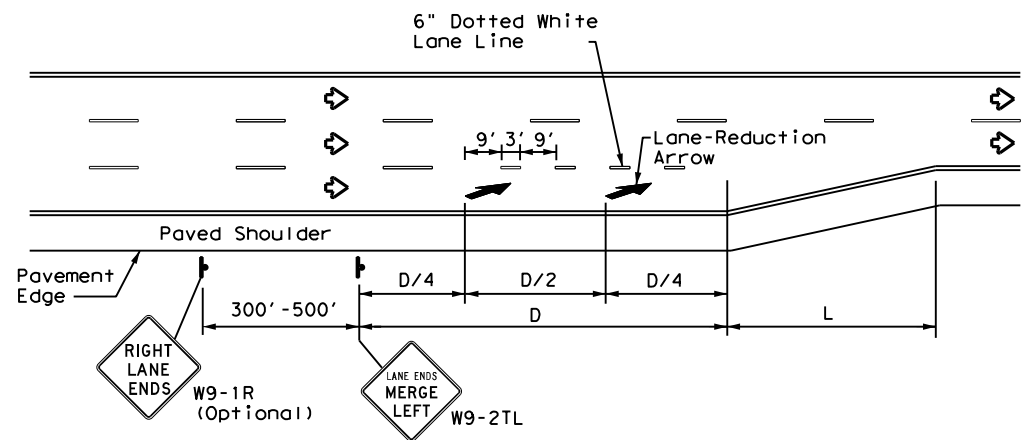 6" Dotted White
Lane Line
9' 3' 9'
Lane-Reduction
Arrow
Paved Shoulder
Pavement
Edge
D/4 D/2 D/4
300'-500' D L
RIGHT
LANE
ENDS
W9-1R
(Optional)
LANE ENDS
MERGE
LEFT
W9-2TL